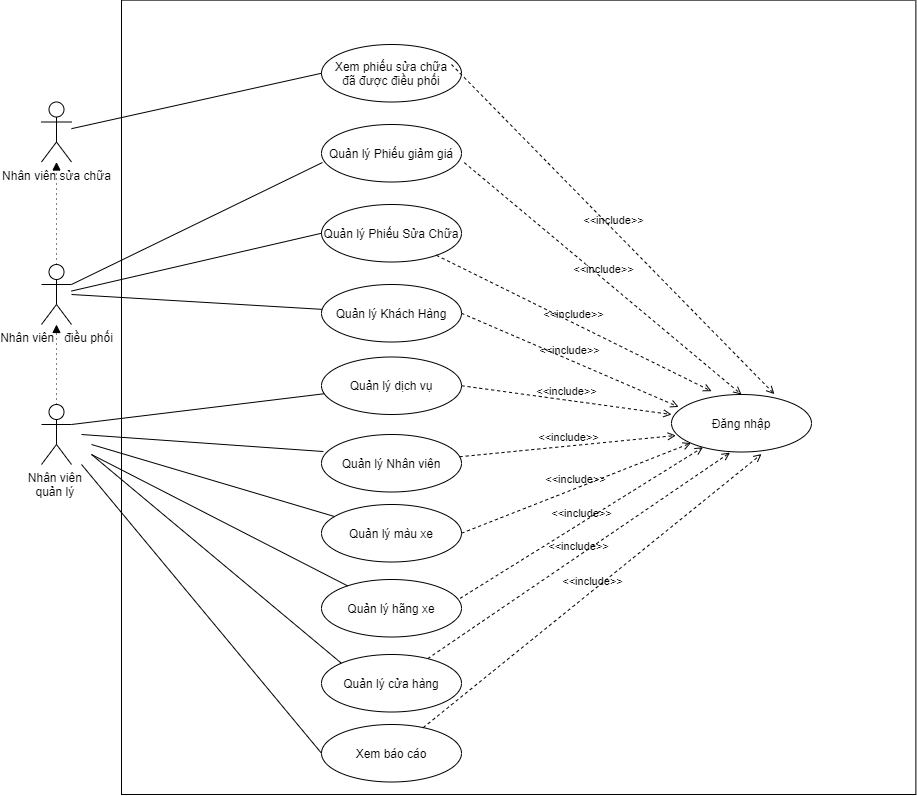 Xem phiếu sửa chữa
đã được điều phối
Nhân viên sửa chữa
Quản lý Phiếu giảm giá
<<include>>
Quản lý Phiếu Sửa Chữa
<<include>>
Nhân viên điều phối
Quản lý Khách Hàng
<<include>>
<<include>>
Quản lý dịch vụ
<<include>>
Đăng nhập
<<include>>
Nhân viên
quản lý
Quản lý Nhân viên
<<include>>
Quản lý màu xe
<<include>>
<<include>>
Quản lý hãng xe
<<include>>
Quản lý cửa hàng
Xem báo cáo